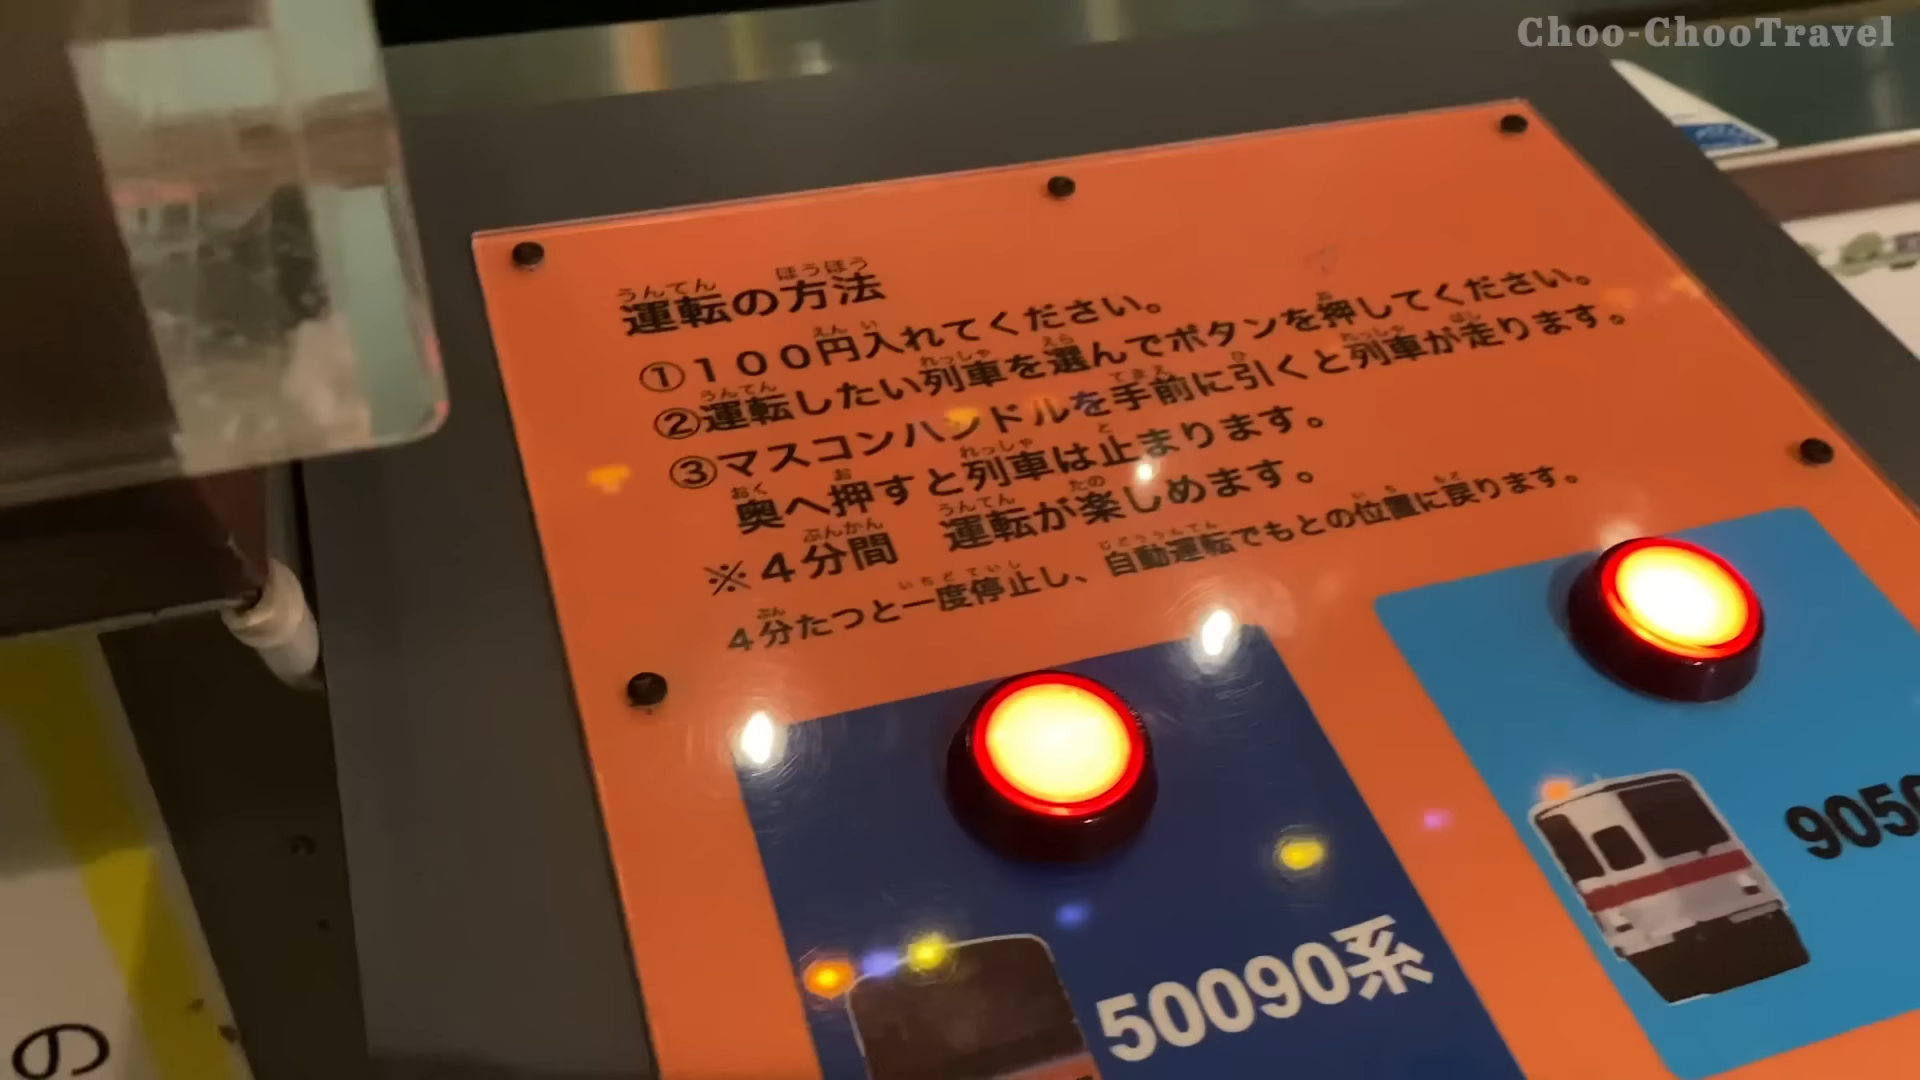 Choo-ChooTravel
うんてん ほうほう
運転の方法
えん い
①100円入れてください。
うんてん れっしゃ えら お
②運転したい列車を選んでボタンを押してください。
てまえ ひ れっしゃ はし
③マスコンハンドルを手前に引くと列車が走ります。
おく お れっしゃ と
奥へ押すと列車は止まります。
ぷんかん うんてん たの
※4分間 運転が楽しめます。
ぷん いちどていし じどううんてん いち もど
4分たつと一度停止し、自動運転でもとの位置に戻ります。
50090系
9050
の